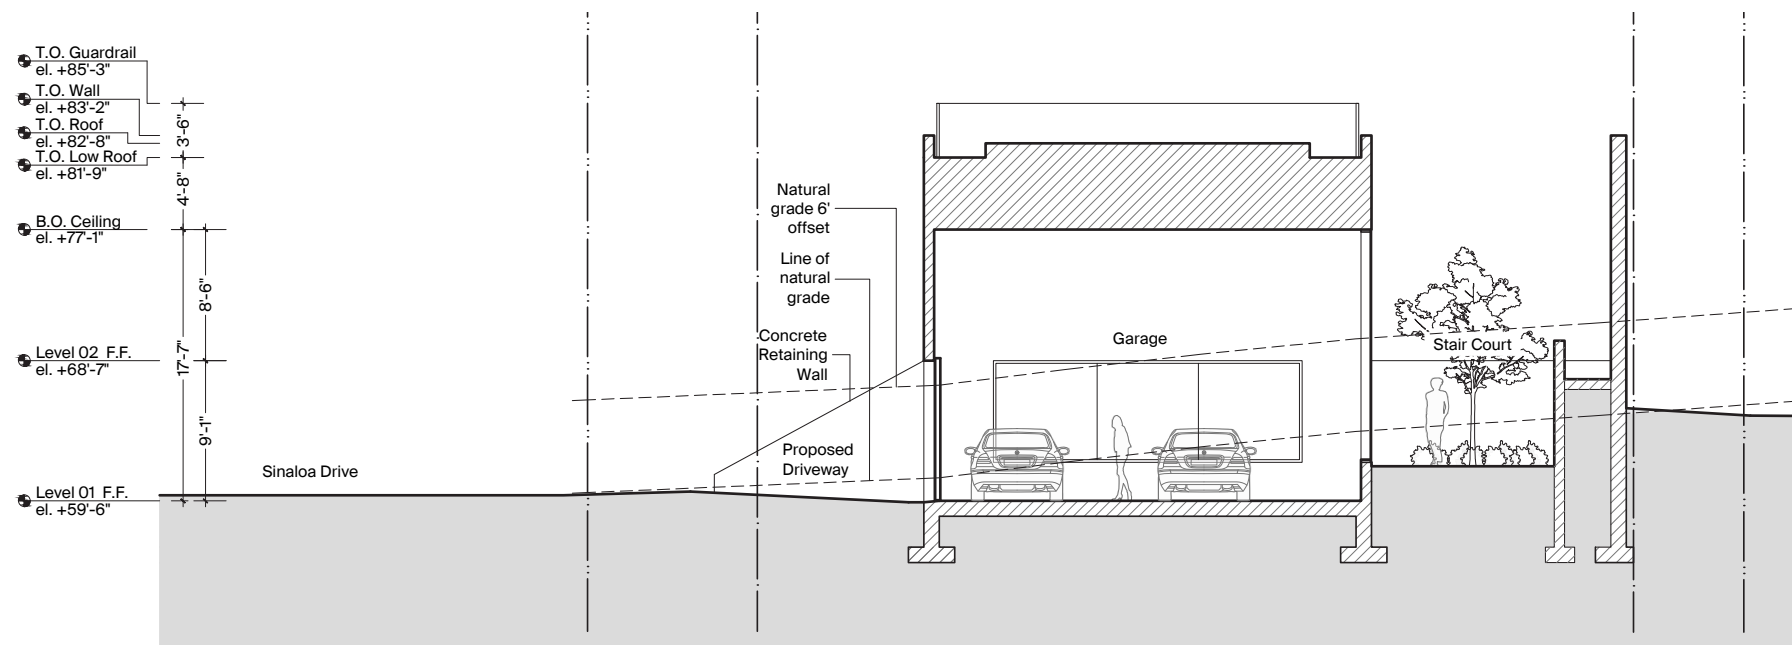 T.O. Guardrail
el. +85'-3"
T.O. Wall
el. +83'-2"
T.O. Roof
el. +82'-8"
T.O. Low Roof
el. +81'-9"
B.O. Ceiling
el. +77'-1"
Level 02 F.F.
el. +68'-7"
Level 01 F.F.
el. +59'-6"
3'-6"
4'-8"
17'-7"
8'-6"
9'-1"
Sinaloa Drive
Natural
grade 6'
offset
Line of
natural
grade
Concrete
Retaining
Wall
Proposed
Driveway
Garage
Stair Court